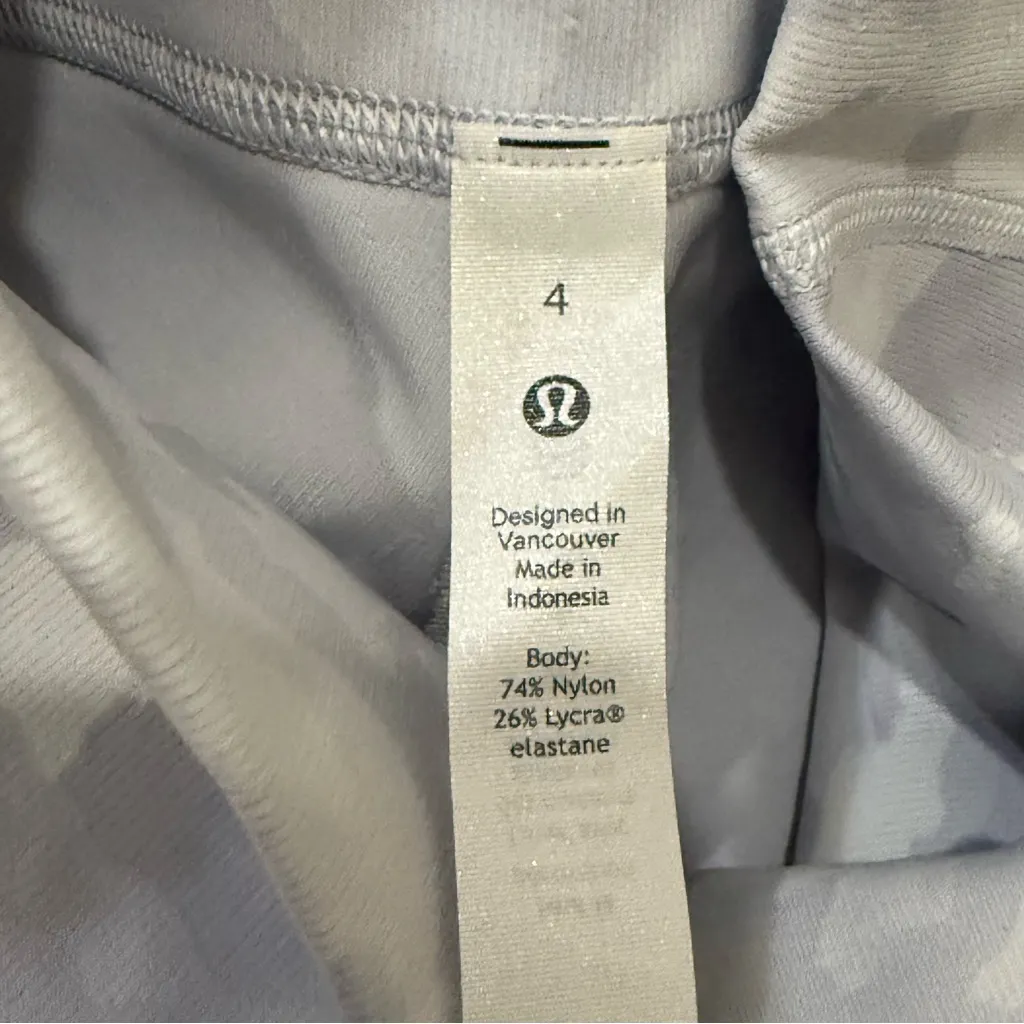 4
Designed in
Vancouver
Made in
Indonesia
Body:
74% Nylon
26% Lycra®
elastane